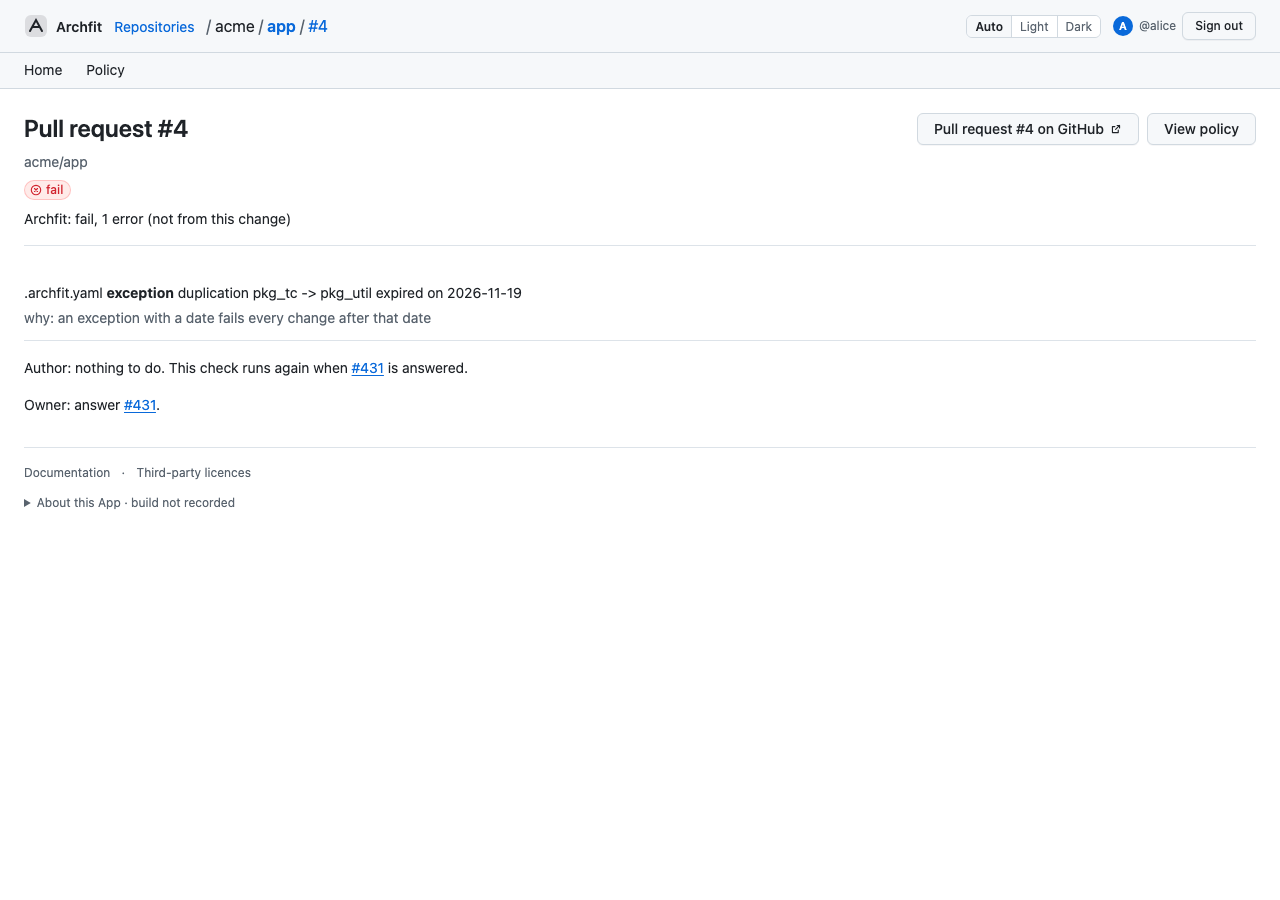 Archfit Repositories / acme / app / #4
Auto Light Dark A @alice Sign out
Home Policy
Pull request #4
Pull request #4 on GitHub View policy
acme/app
fail
Archfit: fail, 1 error (not from this change)
.archfit.yaml exception duplication pkg_tc -> pkg_util expired on 2026-11-19
why: an exception with a date fails every change after that date
Author: nothing to do. This check runs again when #431 is answered.
Owner: answer #431.
Documentation · Third-party licences
About this App · build not recorded